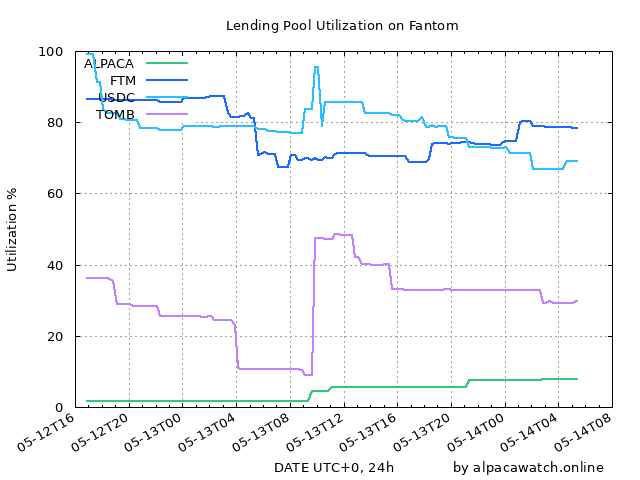 Lending Pool Utilization on Fantom
ALPACA
FTM
USDC
TOMB
Utilization %
100
80
60
40
20
0
05-12T16
05-12T20
05-13T00
05-13T04
05-13T08
05-13T12
05-13T16
05-13T20
05-14T00
05-14T04
05-14T08
DATE UTC+0, 24h
by alpacawatch.online